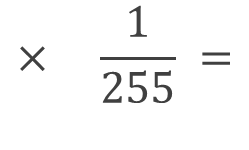 × 1/255 =